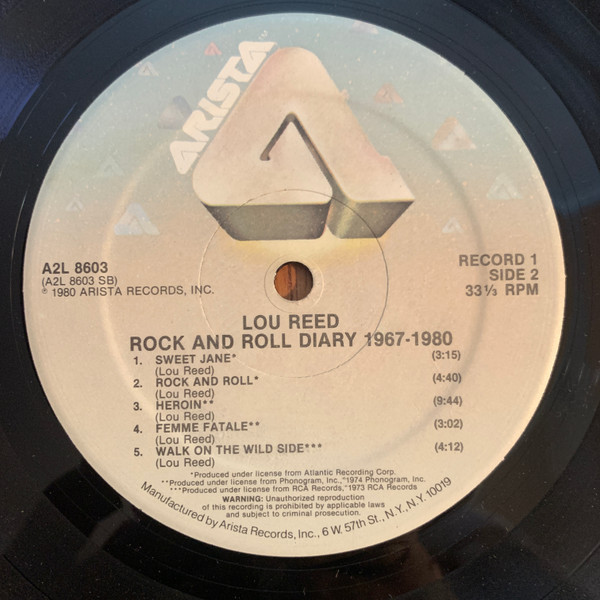 ARISTA™
A2L 8603
(A2L 8603 SB)
℗ 1980 ARISTA RECORDS, INC.
RECORD 1
SIDE 2
33⅓ RPM
LOU REED
ROCK AND ROLL DIARY 1967-1980
1. SWEET JANE* (3:15)
(Lou Reed)
2. ROCK AND ROLL* (4:40)
(Lou Reed)
3. HEROIN** (9:44)
(Lou Reed)
4. FEMME FATALE** (3:02)
(Lou Reed)
5. WALK ON THE WILD SIDE*** (4:12)
(Lou Reed)
*Produced under license from Atlantic Recording Corp.
**Produced under license from Phonogram, Inc., ℗1974 Phonogram, Inc.
***Produced under license from RCA Records, ℗1973 RCA Records
WARNING: Unauthorized reproduction
of this recording is prohibited by applicable laws
and subject to criminal prosecution.
Manufactured by Arista Records, Inc., 6 W. 57th St., N.Y., N.Y. 10019